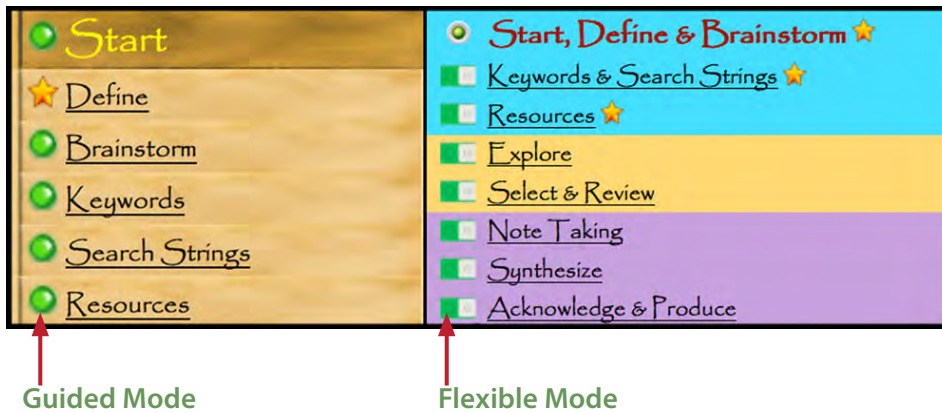 Start
Define
Brainstorm
Keywords
Search Strings
Resources
Start, Define & Brainstorm
Keywords & Search Strings
Resources
Explore
Select & Review
Note Taking
Synthesize
Acknowledge & Produce
Guided Mode
Flexible Mode